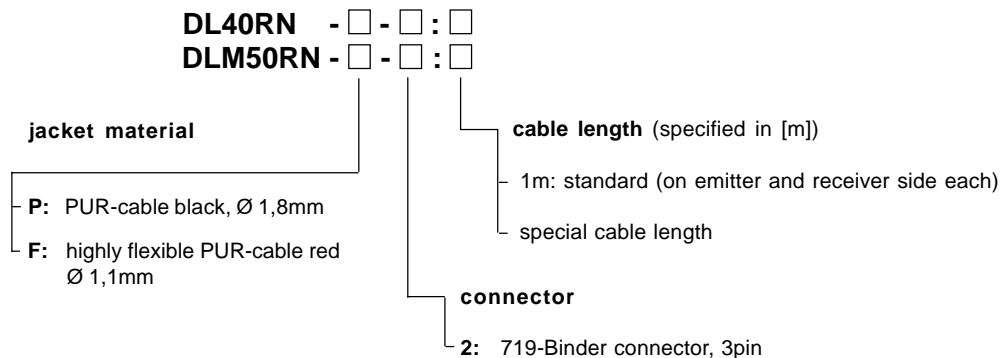 DL40RN - □ - □ : □
DLM50RN - □ - □ : □
jacket material
P: PUR-cable black, Ø 1,8mm
F: highly flexible PUR-cable red
Ø 1,1mm
cable length (specified in [m])
1m: standard (on emitter and receiver side each)
special cable length
connector
2: 719-Binder connector, 3pin